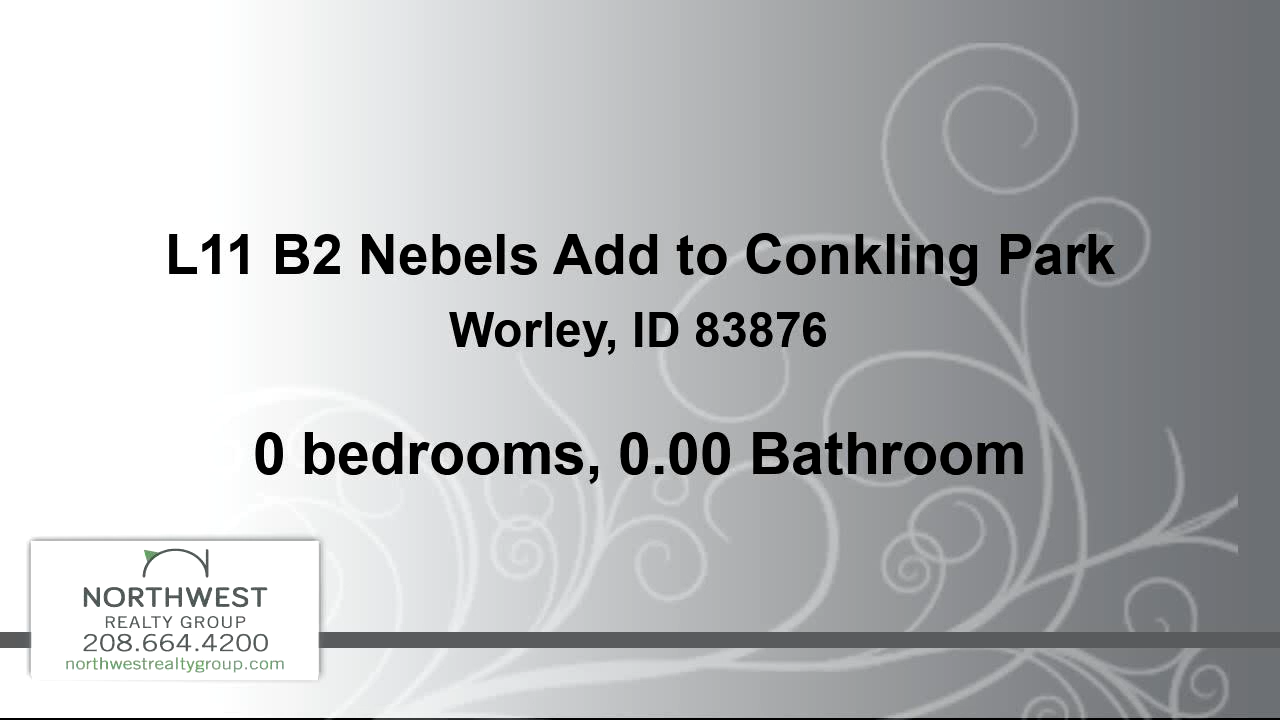 L11 B2 Nebels Add to Conkling Park
Worley, ID 83876
0 bedrooms, 0.00 Bathroom
NORTHWEST
REALTY GROUP
208.664.4200
northwestrealtygroup.com